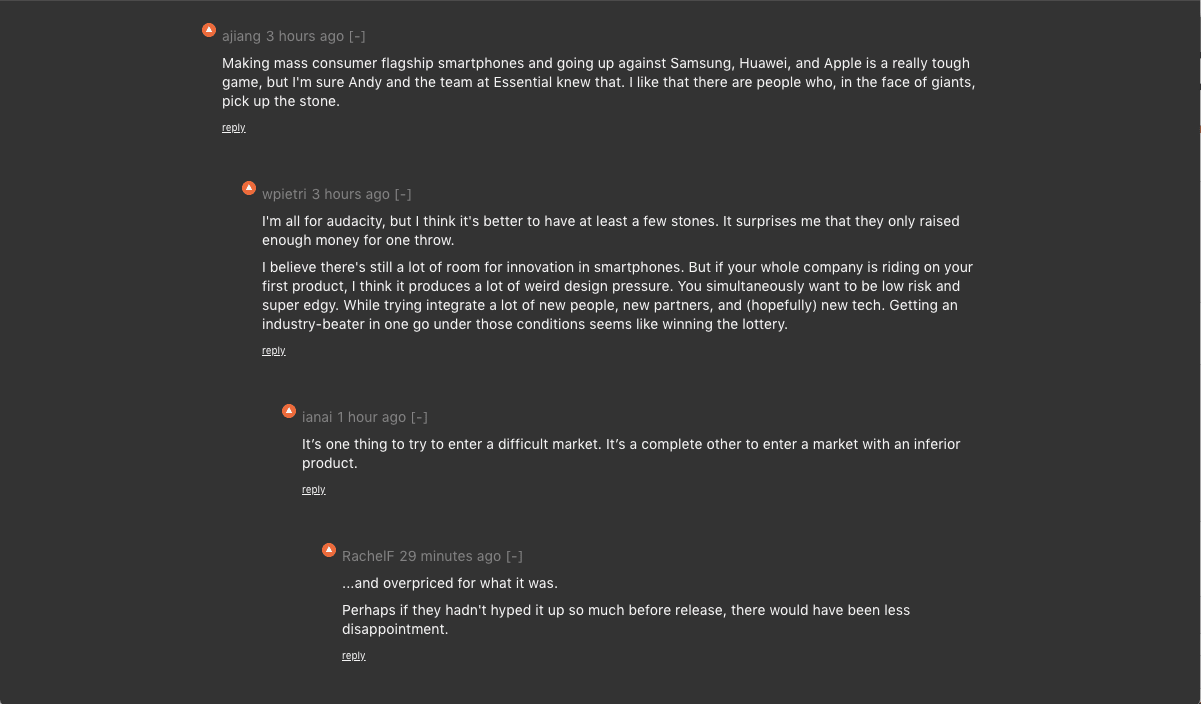 ajiang 3 hours ago [-]
Making mass consumer flagship smartphones and going up against Samsung, Huawei, and Apple is a really tough
game, but I'm sure Andy and the team at Essential knew that. I like that there are people who, in the face of giants,
pick up the stone.
reply
wpietri 3 hours ago [-]
I'm all for audacity, but I think it's better to have at least a few stones. It surprises me that they only raised
enough money for one throw.
I believe there's still a lot of room for innovation in smartphones. But if your whole company is riding on your
first product, I think it produces a lot of weird design pressure. You simultaneously want to be low risk and
super edgy. While trying integrate a lot of new people, new partners, and (hopefully) new tech. Getting an
industry-beater in one go under those conditions seems like winning the lottery.
reply
ianai 1 hour ago [-]
It’s one thing to try to enter a difficult market. It’s a complete other to enter a market with an inferior
product.
reply
RachelF 29 minutes ago [-]
...and overpriced for what it was.
Perhaps if they hadn't hyped it up so much before release, there would have been less
disappointment.
reply